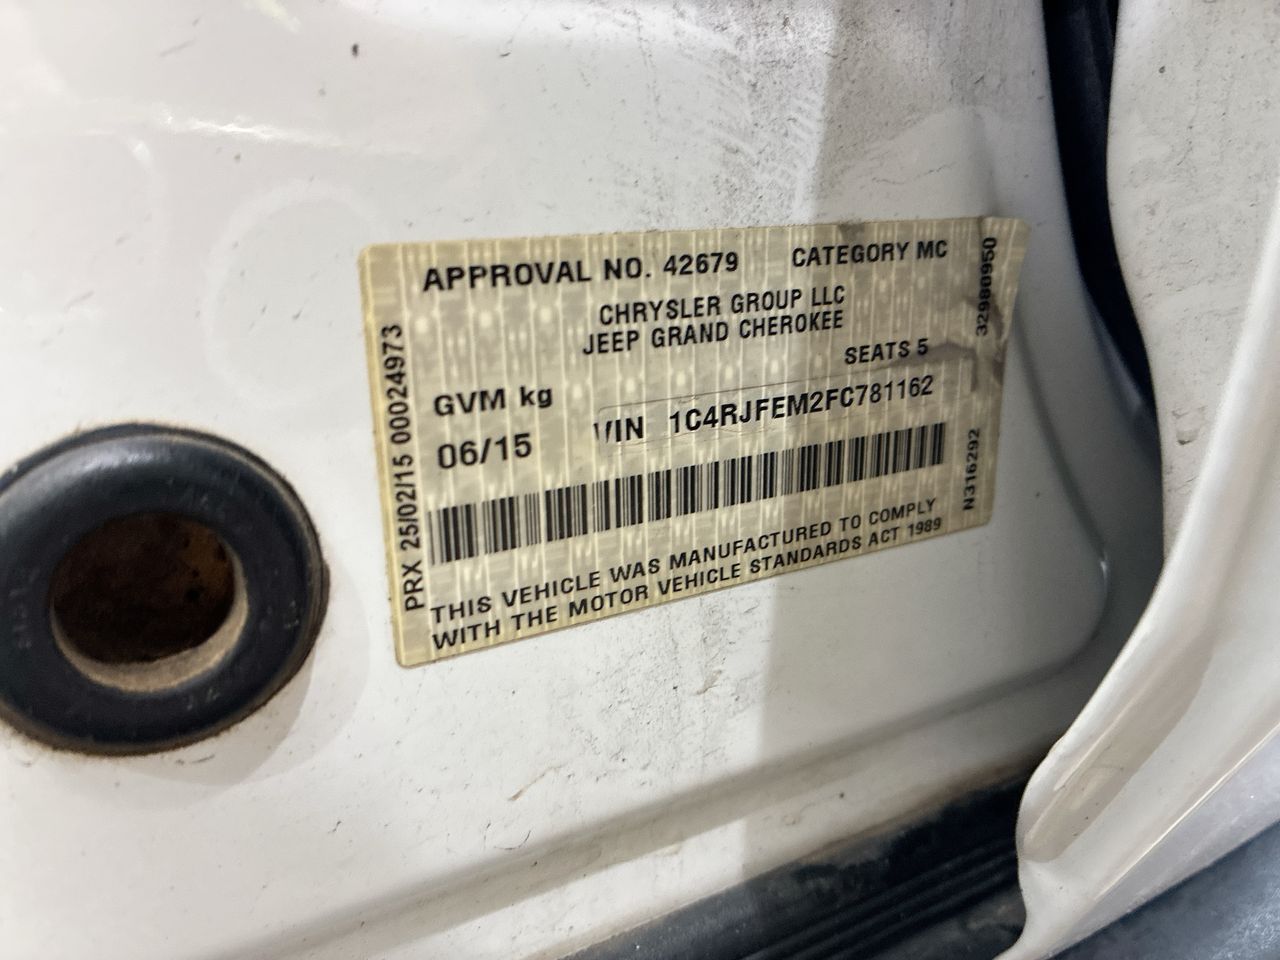 APPROVAL NO. 42679 CATEGORY MC
CHRYSLER GROUP LLC
JEEP GRAND CHEROKEE
SEATS 5
GVM kg
06/15
VIN 1C4RJFEM2FC781162
THIS VEHICLE WAS MANUFACTURED TO COMPLY
WITH THE MOTOR VEHICLE STANDARDS ACT 1989
PRX 25/02/15 00024973
32980950
N316292